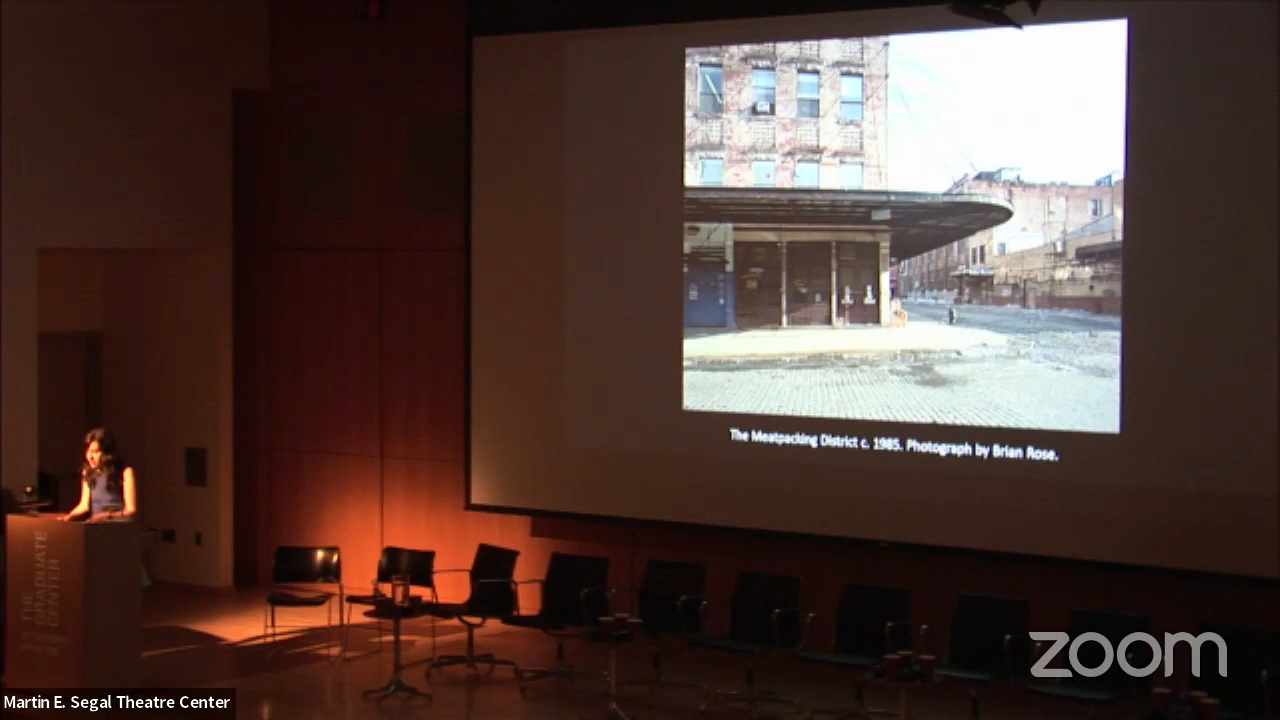 The Meatpacking District c. 1985. Photograph by Brian Rose.
THE
GRADUATE
CENTER
zoom
Martin E. Segal Theatre Center